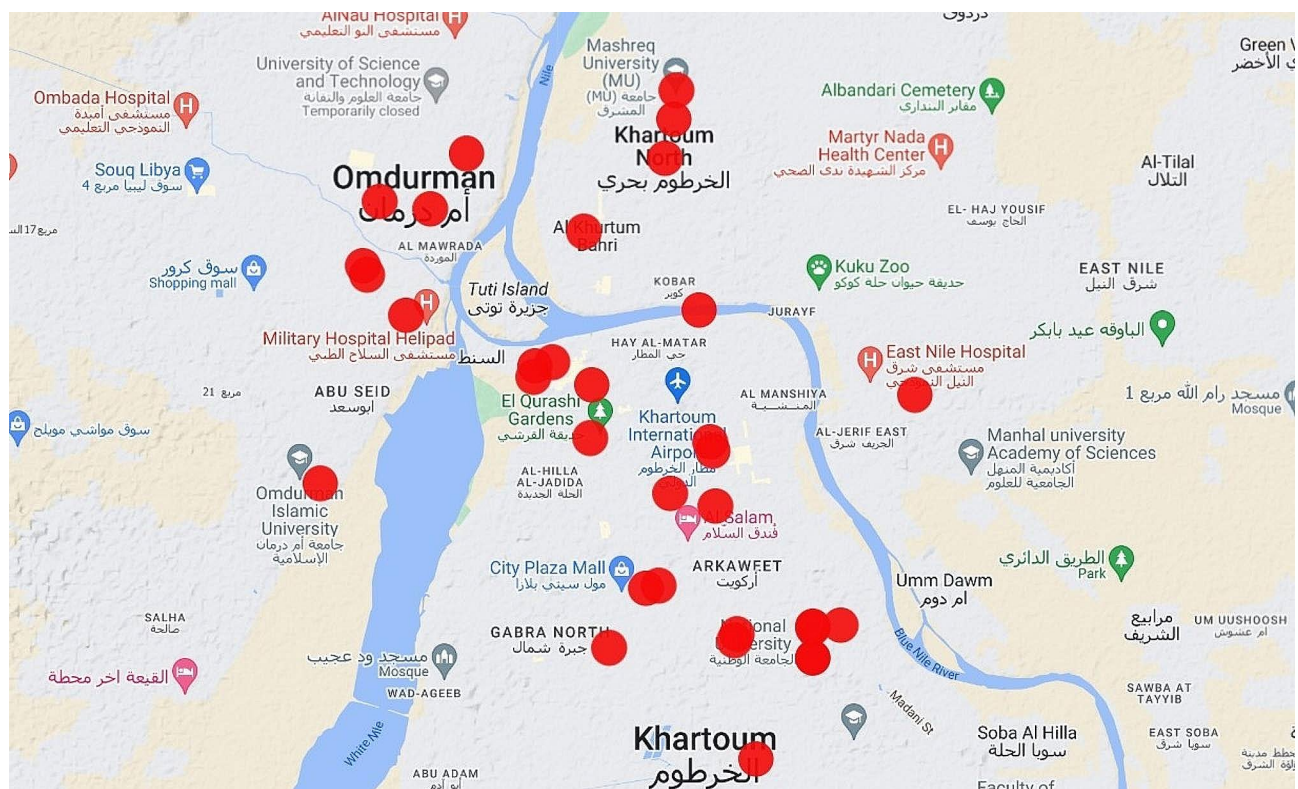 AlNau Hospital
مستشفى النو التعليمي
University of Science
and Technology
جامعة العلوم والتقانة
Temporarily closed
Ombada Hospital
مستشفى أمبدة
النموذجي التعليمي
Souq Libya
سوق ليبيا مربع 4
Omdurman
أم درمان
Nile
Mashreq
University
(MU)
جامعة (MU)
المشرق
Khartoum
North
الخرطوم بحري
Al Khurtum
Bahri
دردوق
Albandari Cemetery
مقابر البنداري
Martyr Nada
Health Center
مركز الشهيدة ندى الصحي
Green
ي الأخضر
Al-Tilal
التلال
EL- HAJ YOUSIF
الحاج يوسف
مربع 17
AL MAWRADA
الموردة
سوق كرور
Shopping mall
Tuti Island
جزيرة توتي
KOBAR
كوبر
Kuku Zoo
حديقة حيوان حلة كوكو
EAST NILE
شرق النيل
JURAYF
الباوقه عيد بابكر
Military Hospital Helipad
مستشفى السلاح الطبي
السنط
HAY AL-MATAR
حي المطار
East Nile Hospital
مستشفى شرق
النيل النموذجي
ABU SEID
ابوسعد
مربع 21
El Qurashi
Gardens
حديقة القرشي
Khartoum
International
Airport
مطار الخرطوم
الدولي
AL MANSHIYA
المنشـــية
AL-JERIF EAST
الجريف شرق
مسجد رام الله مربع 1
Mosque
سوق مواشي مويلح
Manhal university
Academy of Sciences
أكاديمية المنهل
الجامعية للعلوم
AL-HILLA
AL-JADIDA
الحلة الجديدة
Omdurman
Islamic
University
جامعة أم درمان
الإسلامية
Al Salam
فندق السلام
City Plaza Mall
مول سيتي بلازا
ARKAWEET
أركويت
الطريق الدائري
Park
Umm Dawm
ام دوم
SALHA
صالحة
GABRA NORTH
جبرة شمال
National
University
الجامعة الوطنية
مرابيع
الشريف
UM UUSHOOSH
ام عشوش
مسجد ود عجيب
Mosque
القيعة اخر محطة
WAD-AGEEB
Blue Nile River
SAWBA AT
TAYYIB
Madani St
White Nile
Khartoum
الخرطوم
Soba Al Hilla
سوبا الحلة
EAST SOBA
سوبا شرق
مخطط مدينة
ABU ADAM
أبو آدم
Faculty of